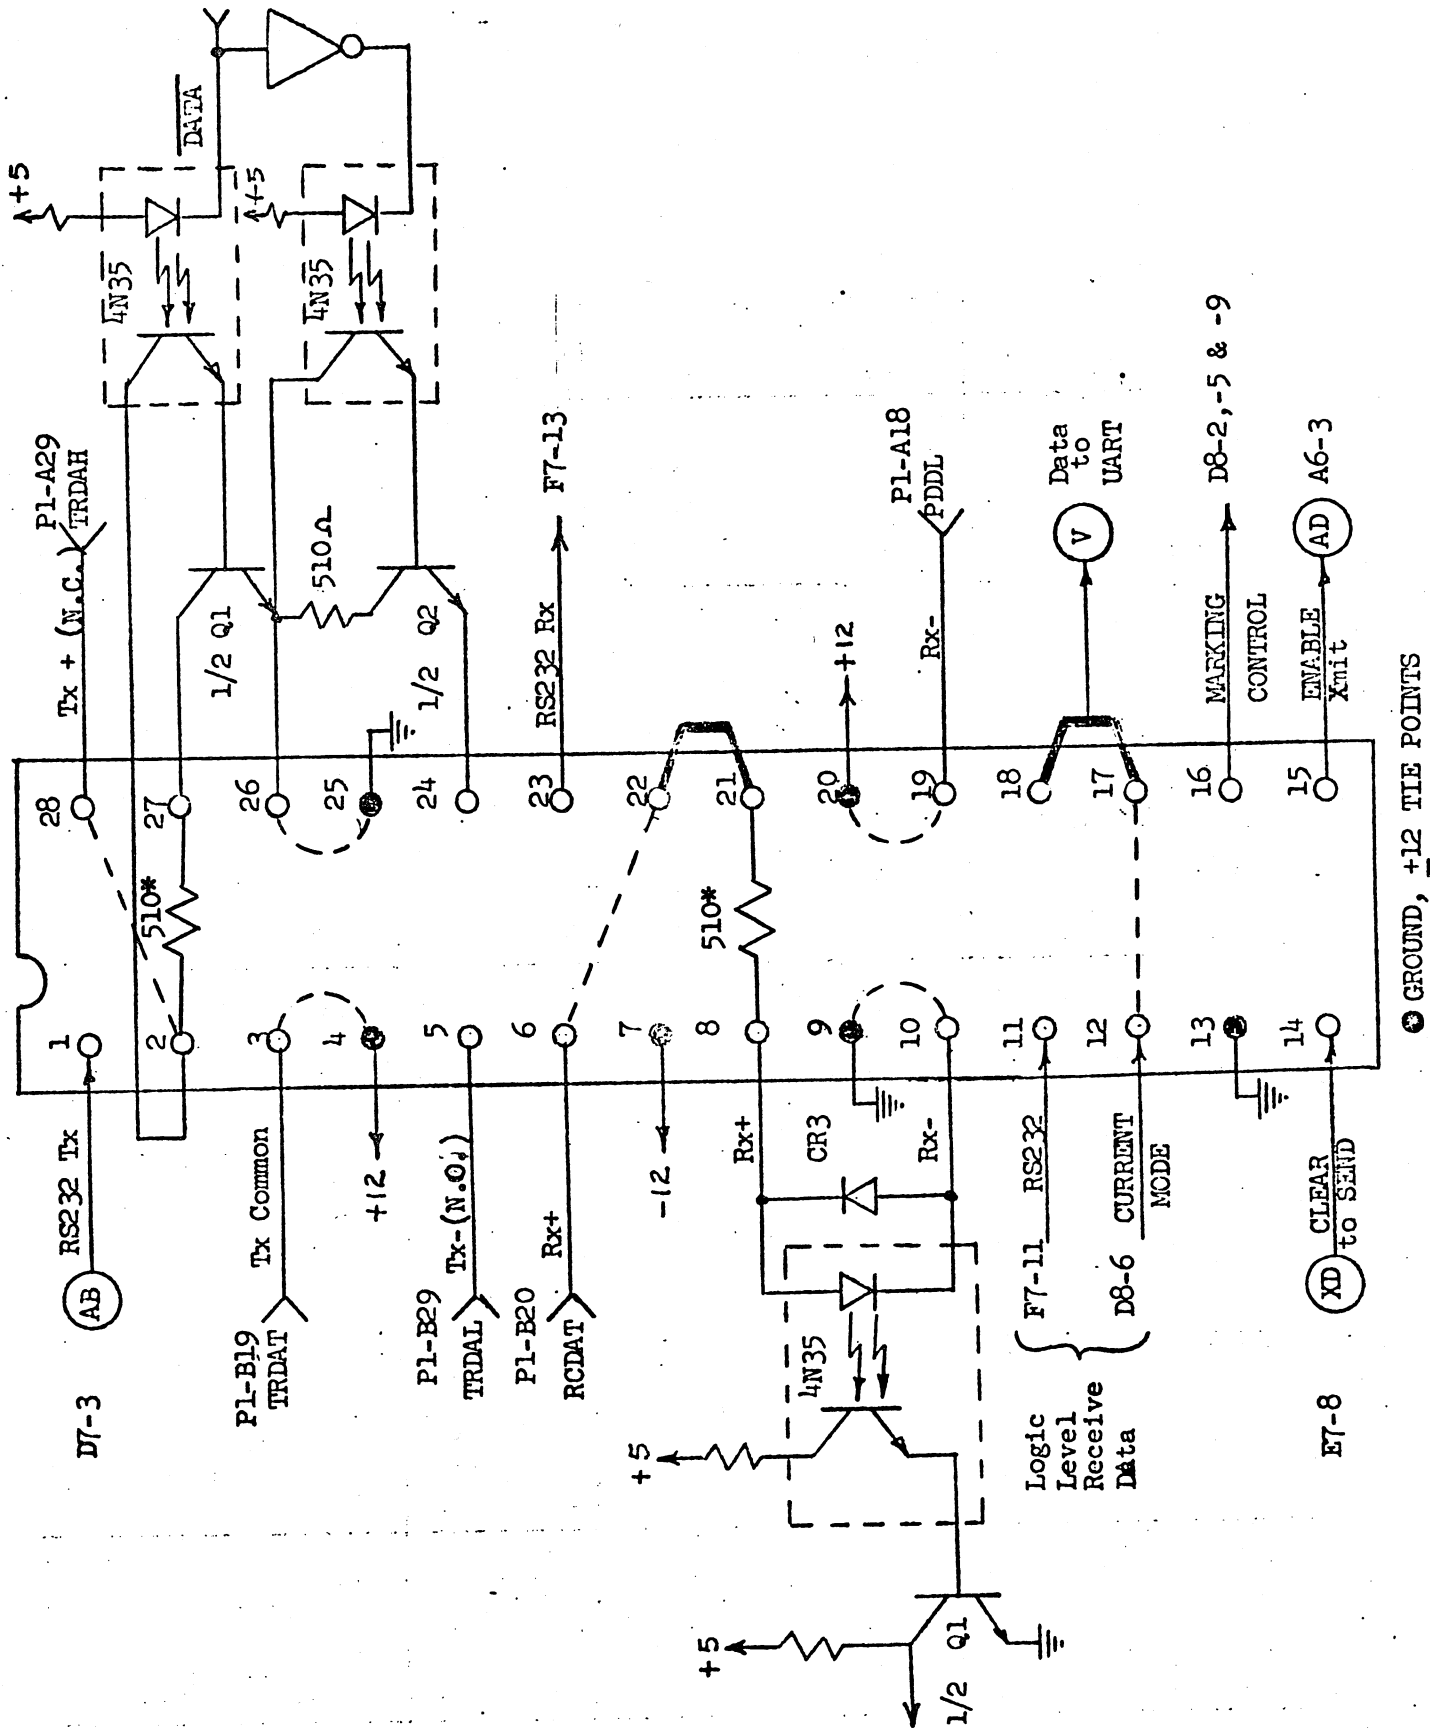 +5
DATA
4N35
+5
4N35
P1-A29
TRDAH
Tx + (N.C.)
1/2 Q1
510Ω
1/2 Q2
RS232 Rx
F7-13
+12
P1-A18
PDDL
Rx-
V
Data
to
UART
MARKING
CONTROL
D8-2,-5 & -9
ENABLE
Xmit
AD
A6-3
28
27
26
25
24
23
22
21
20
19
18
17
16
15
510*
510*
1
2
3
4
5
6
7
8
9
10
11
12
13
14
D7-3
AB
RS232 Tx
P1-B19
TRDAT
Tx Common
+12
P1-B29
TRDAL
Tx-(N.O.)
P1-B20
RCDAT
Rx+
-12
Rx+
CR3
Rx-
4N35
+5
+5
1/2 Q1
Logic
Level
Receive
Data
F7-11
RS232
D8-6
CURRENT
MODE
E7-8
XD
CLEAR
to SEND
GROUND, ±12 TIE POINTS